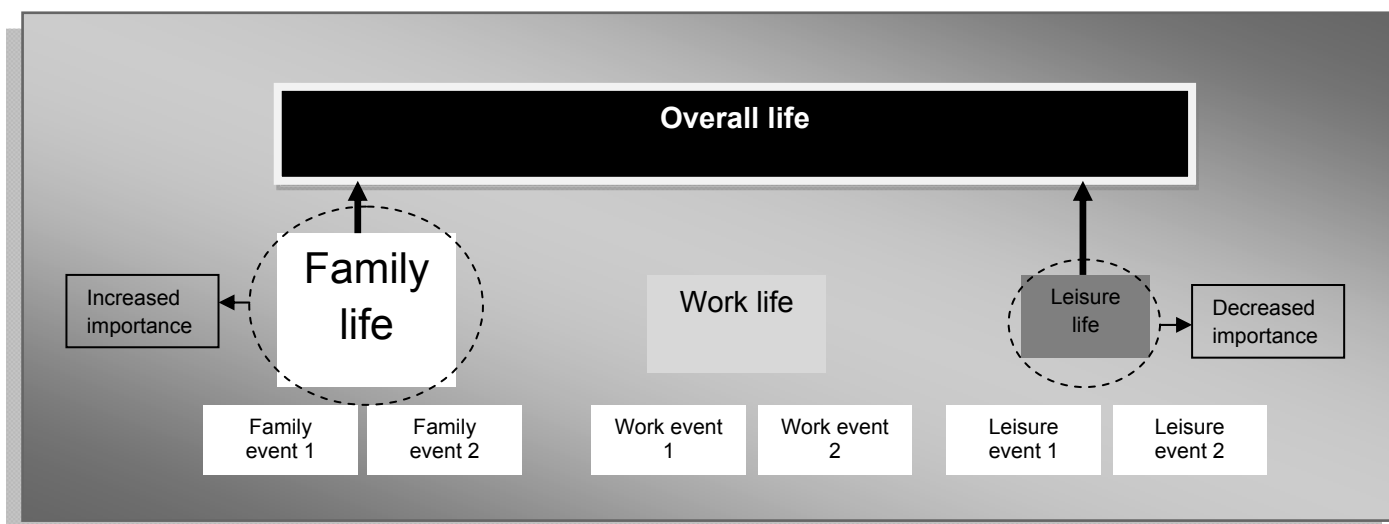 Overall life
Family
life
Increased
importance
Work life
Leisure
life
Decreased
importance
Family
event 1
Family
event 2
Work event
1
Work event
2
Leisure
event 1
Leisure
event 2